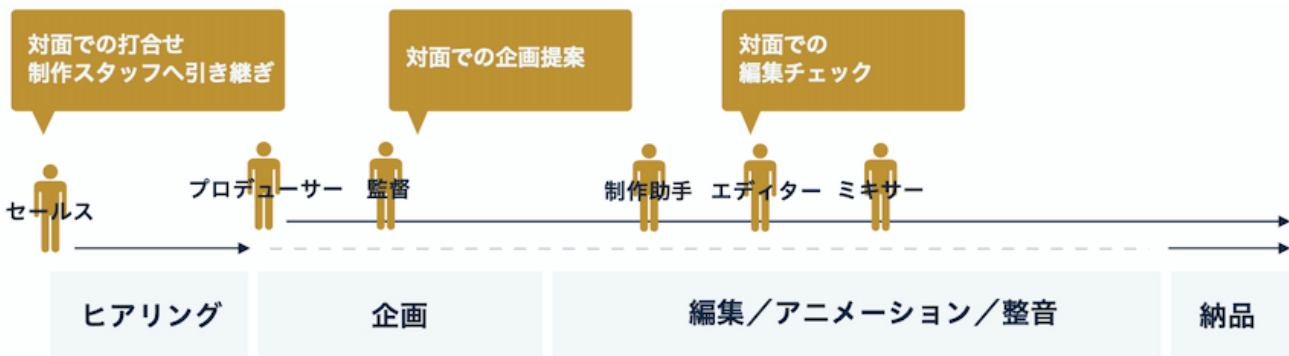 対面での打合せ
制作スタッフへ引き継ぎ
対面での企画提案
対面での
編集チェック
セールス
プロデューサー
監督
制作助手
エディター
ミキサー
ヒアリング
企画
編集／アニメーション／整音
納品